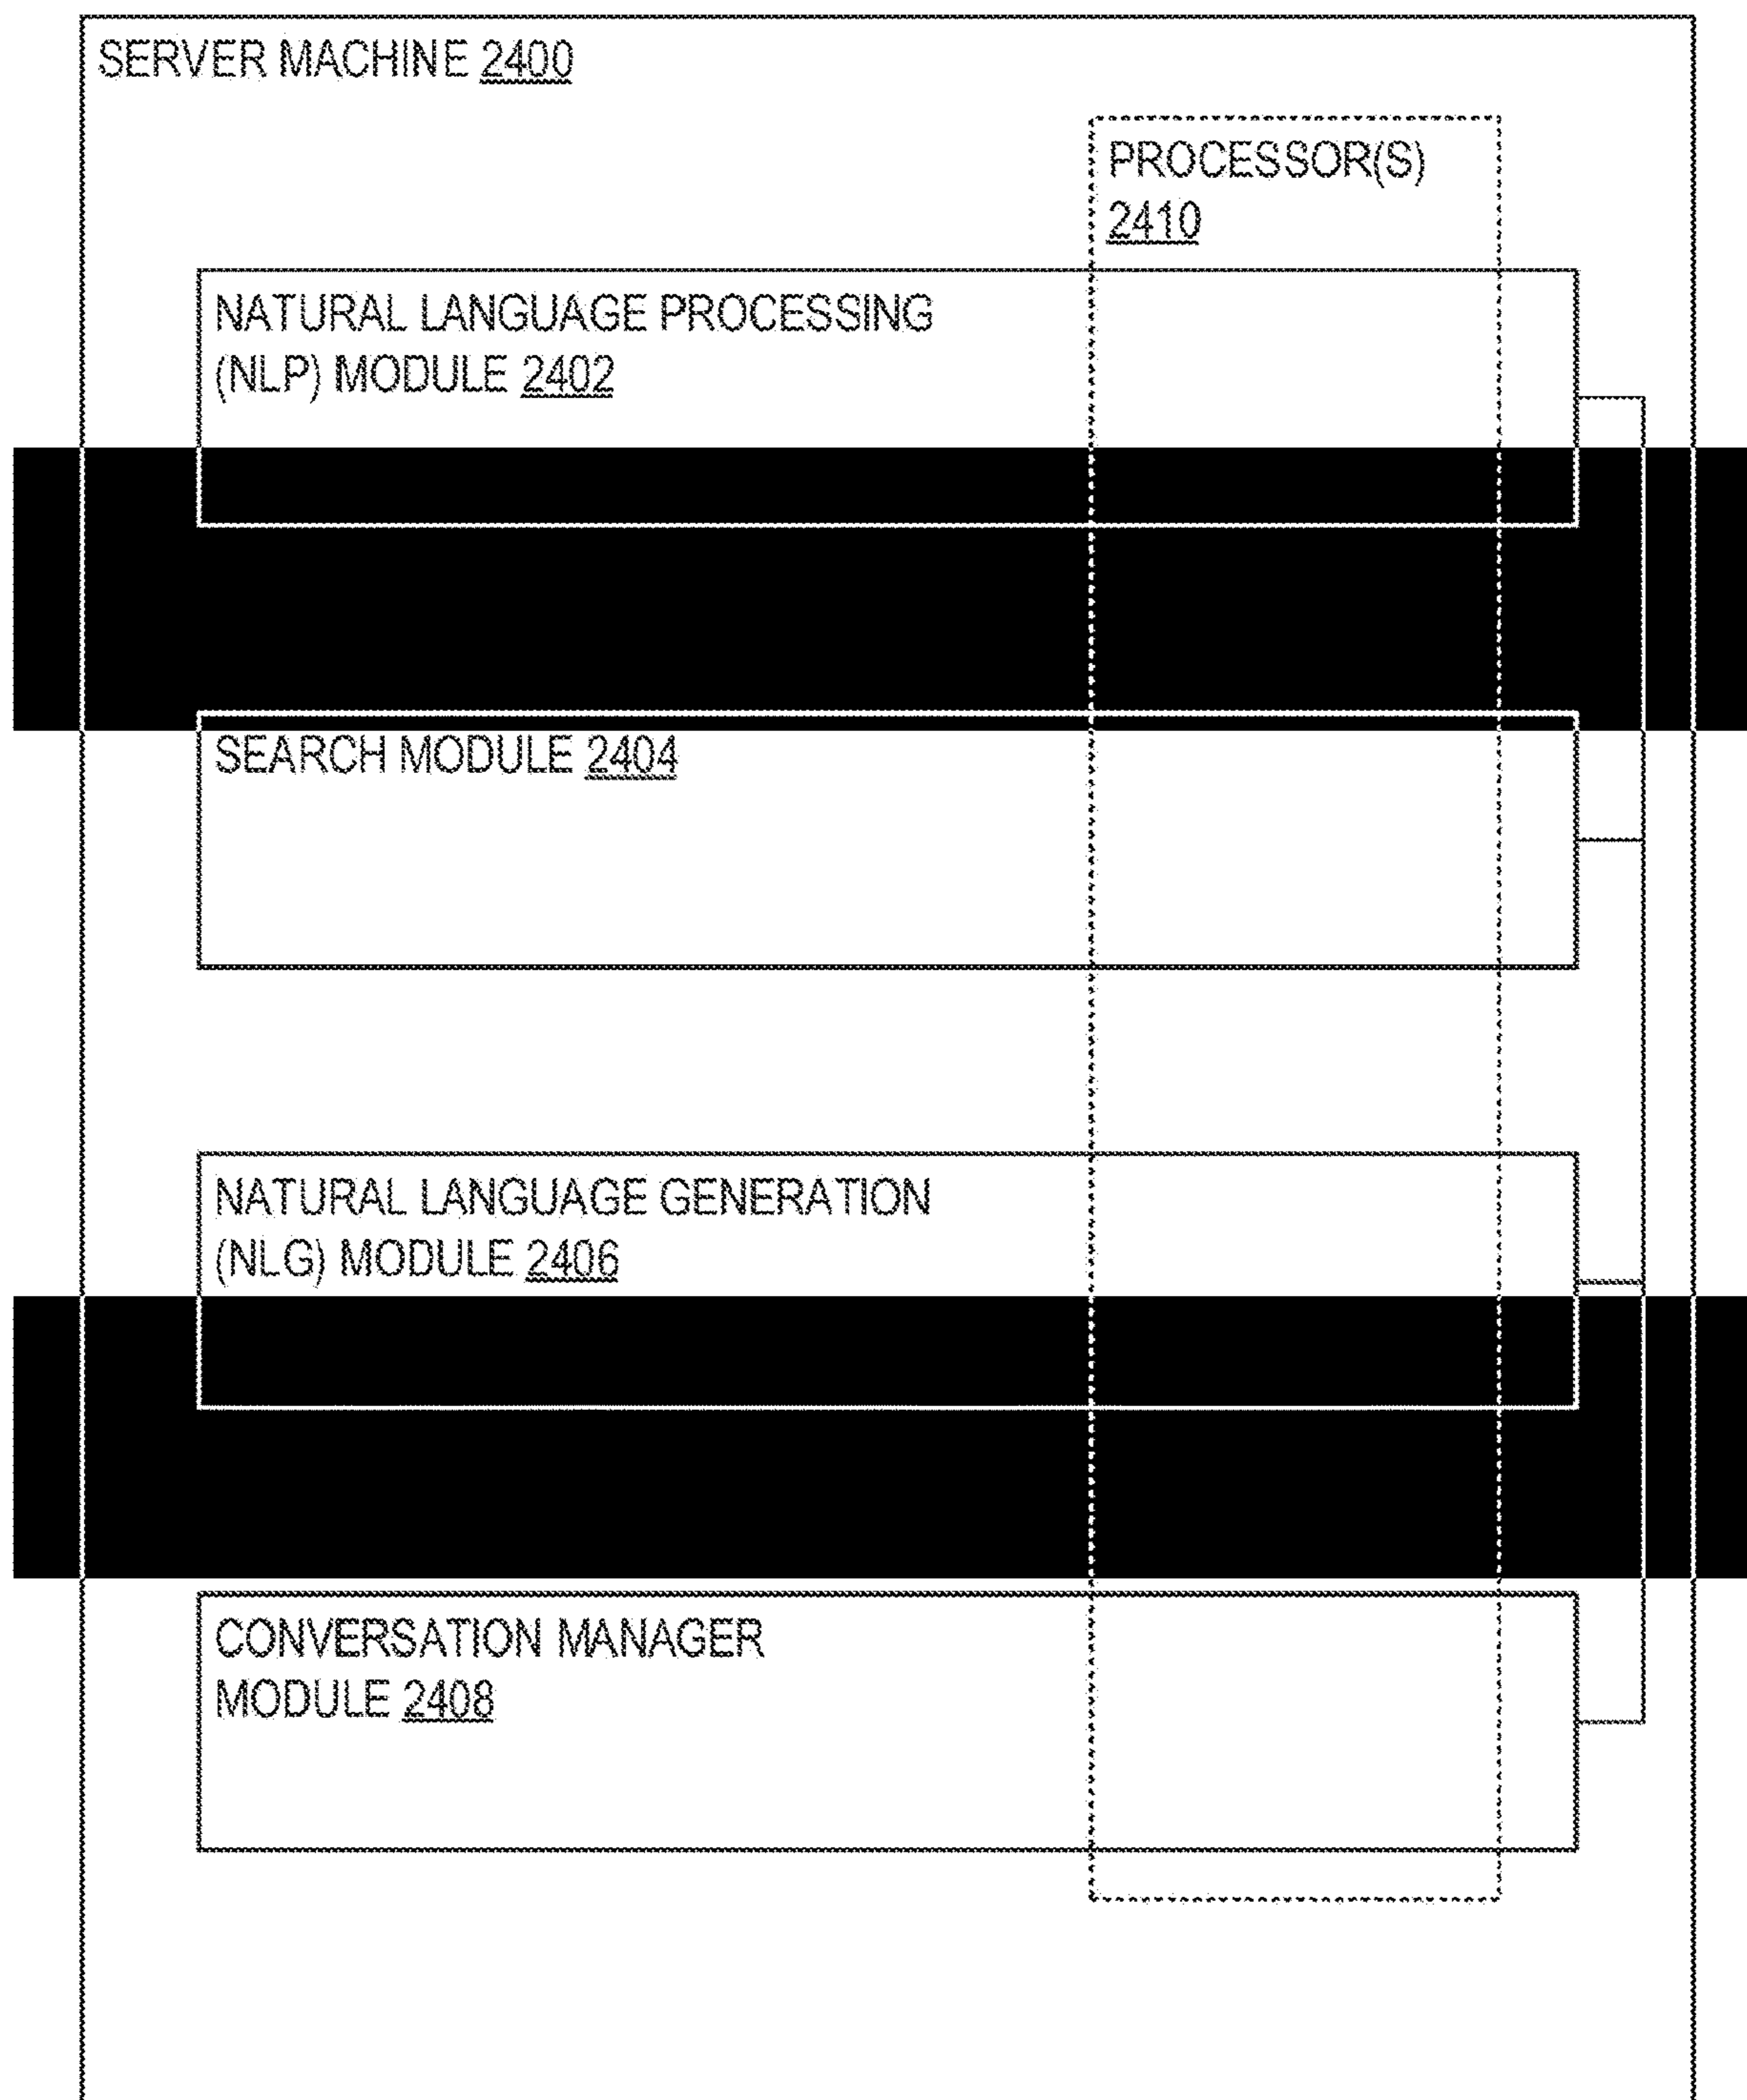 SERVER MACHINE 2400
PROCESSOR(S)
2410
NATURAL LANGUAGE PROCESSING
(NLP) MODULE 2402
SEARCH MODULE 2404
NATURAL LANGUAGE GENERATION
(NLG) MODULE 2406
CONVERSATION MANAGER
MODULE 2408